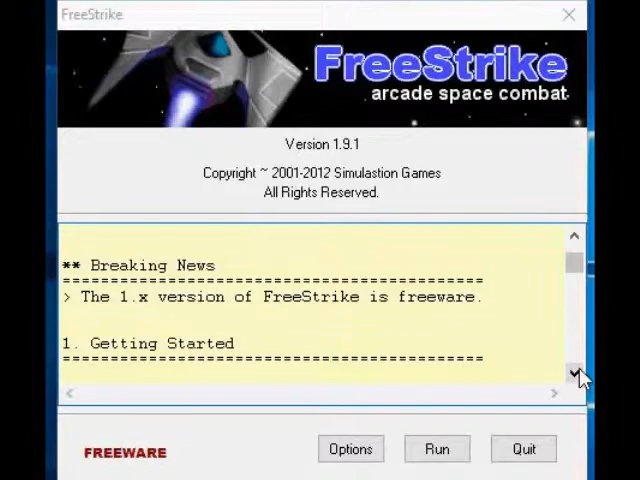 FreeStrike
FreeStrike
arcade space combat
Version 1.9.1
Copyright ~ 2001-2012 Simulastion Games
All Rights Reserved.
** Breaking News
=============================================
> The 1.x version of FreeStrike is freeware.
1. Getting Started
=============================================
FREEWARE
Options
Run
Quit